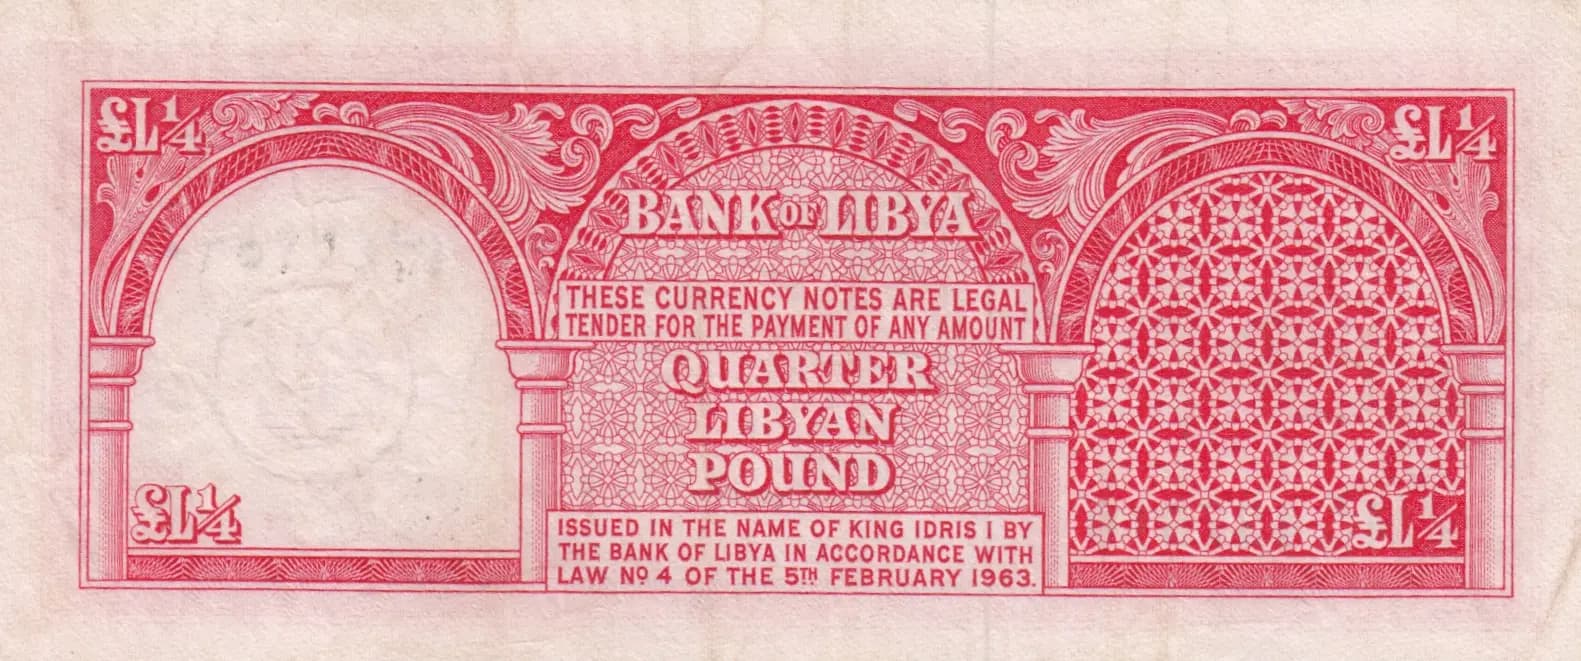 £L¼
£L¼
BANK OF LIBYA
THESE CURRENCY NOTES ARE LEGAL
TENDER FOR THE PAYMENT OF ANY AMOUNT
QUARTER
LIBYAN
POUND
£L¼
£L¼
ISSUED IN THE NAME OF KING IDRIS I BY
THE BANK OF LIBYA IN ACCORDANCE WITH
LAW Nº 4 OF THE 5TH FEBRUARY 1963.